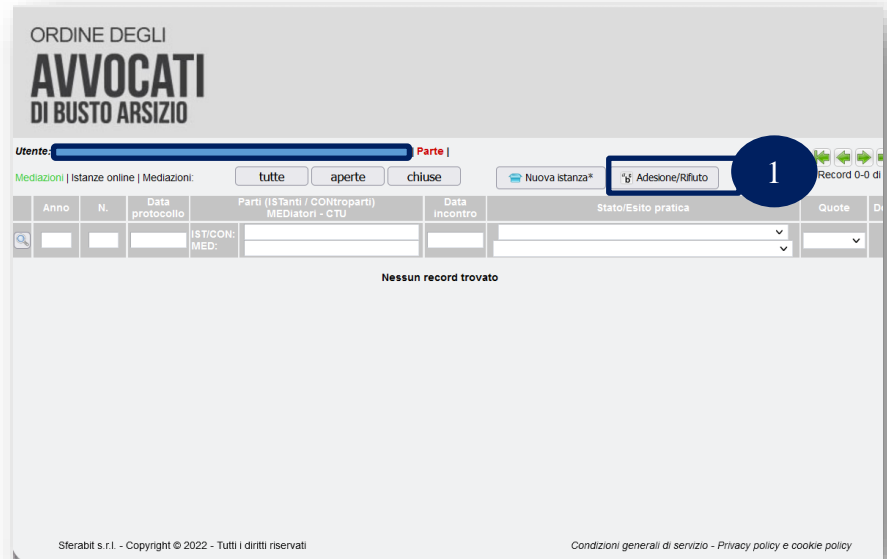 ORDINE DEGLI
AVVOCATI
DI BUSTO ARSIZIO
Utente: | Parte |
Mediazioni | Istanze online | Mediazioni: tutte aperte chiuse Nuova istanza* Adesione/Rifiuto 1 Record 0-0 di
Anno N. Data protocollo Parti (ISTanti / CONtroparti) MEDiatori - CTU Data incontro Stato/Esito pratica Quote
IST/CON:
MED:
Nessun record trovato
Sferabit s.r.l. - Copyright © 2022 - Tutti i diritti riservati Condizioni generali di servizio - Privacy policy e cookie policy